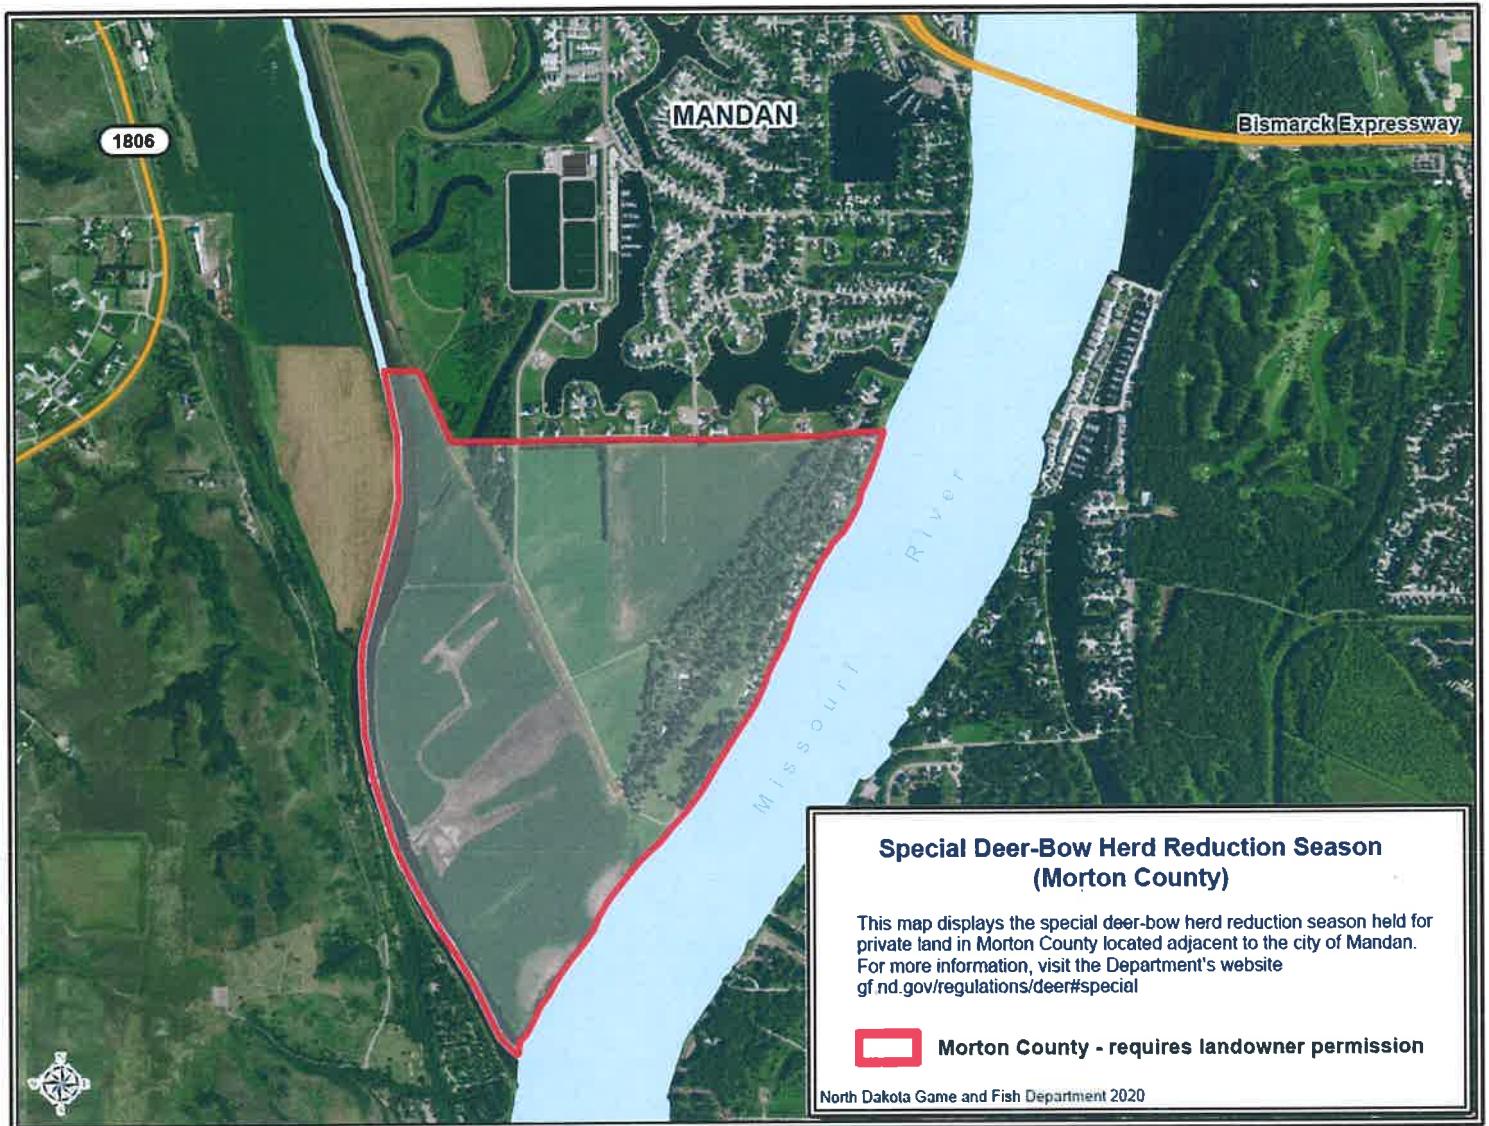 MANDAN
1806
Bismarck Expressway
Missouri River
Special Deer-Bow Herd Reduction Season
(Morton County)
This map displays the special deer-bow herd reduction season held for
private land in Morton County located adjacent to the city of Mandan.
For more information, visit the Department's website
gf.nd.gov/regulations/deer#special
Morton County - requires landowner permission
North Dakota Game and Fish Department 2020